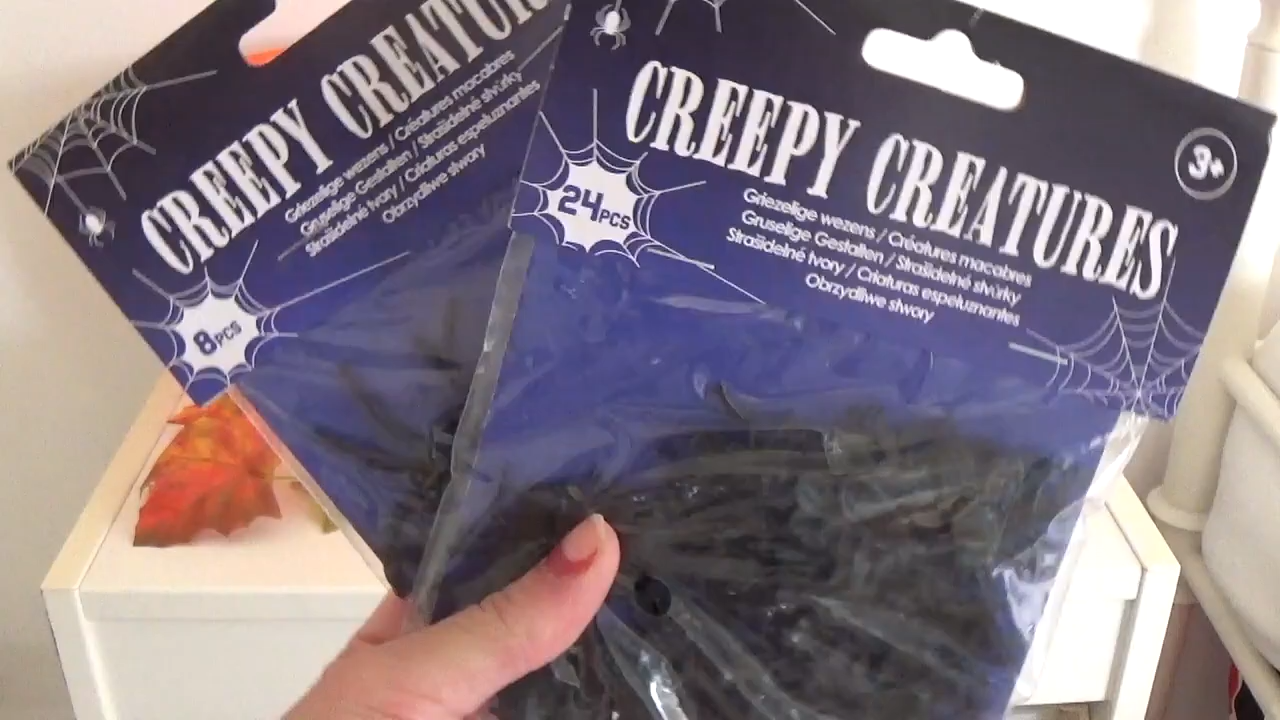 CREEPY CREATUR
Griezelige wezens / Créatures macabres
Gruselige Gestalten / Strašidelné stvůrky
Strašidelné tvory / Criaturas espeluznantes
Obrzydliwe stwory
8PCS
CREEPY CREATURES
3+
24PCS
Griezelige wezens / Créatures macabres
Gruselige Gestalten / Strašidelné stvůrky
Strašidelné tvory / Criaturas espeluznantes
Obrzydliwe stwory